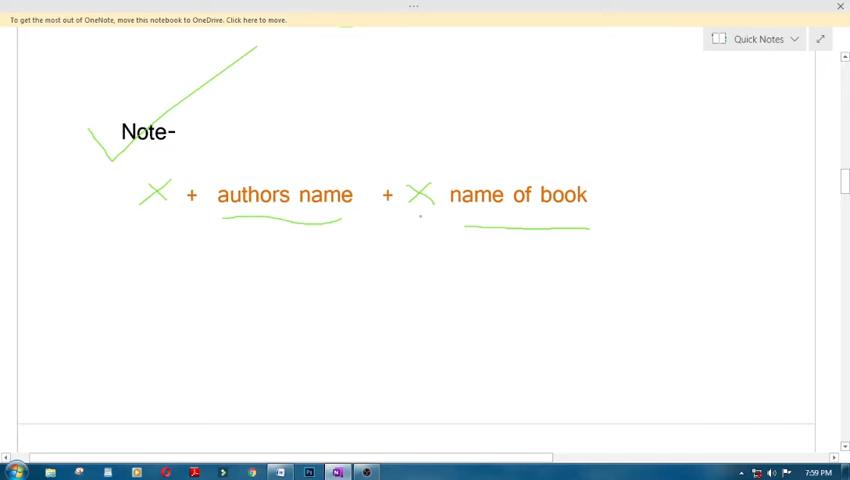 To get the most out of OneNote, move this notebook to OneDrive. Click here to move.
Quick Notes
Note-
X + authors name + X name of book
7:59 PM